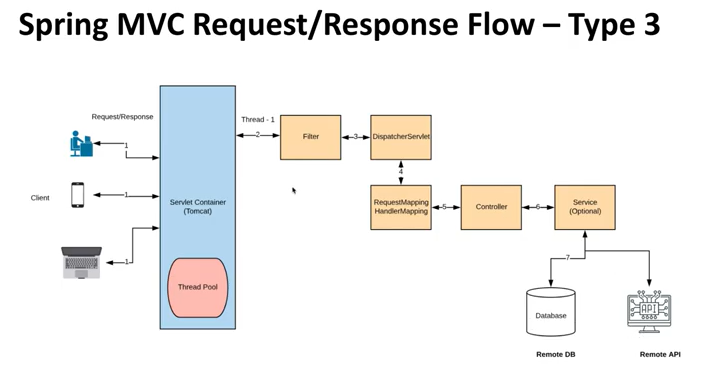 Spring MVC Request/Response Flow – Type 3
Request/Response
Thread - 1
1
2
Filter
3
DispatcherServlet
4
Client
1
Servlet Container
(Tomcat)
RequestMapping
HandlerMapping
5
Controller
6
Service
(Optional)
1
7
Thread Pool
Database
API
Remote DB
Remote API